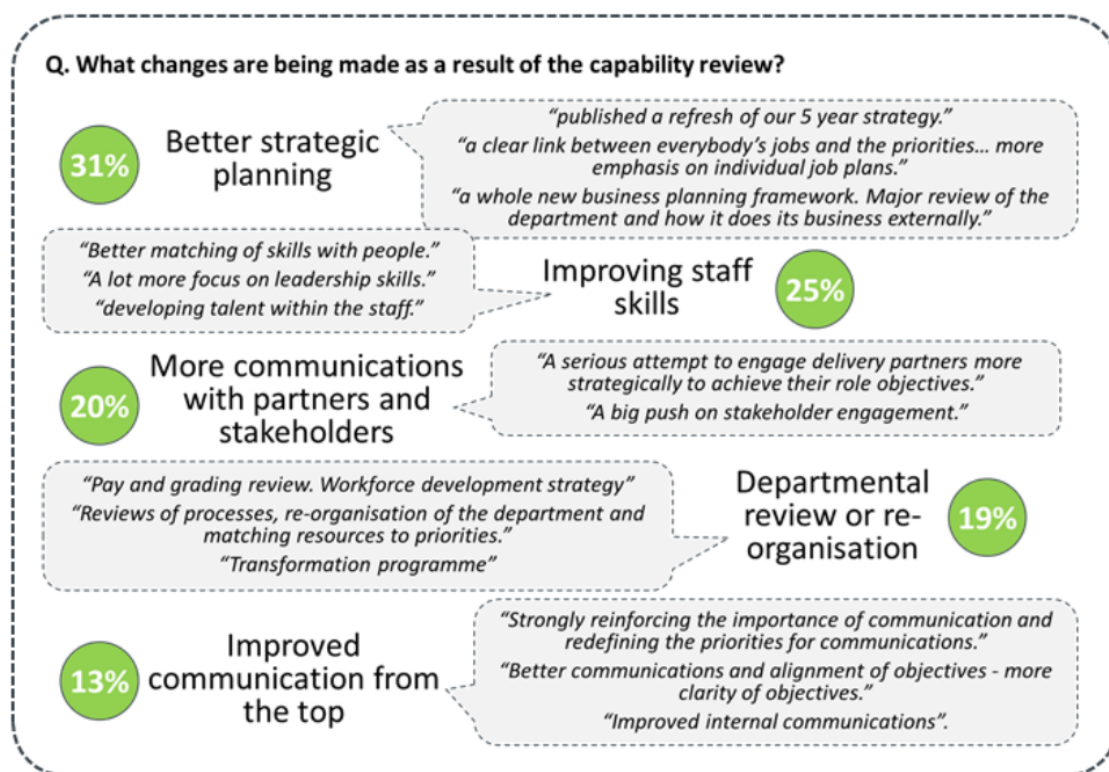 Q. What changes are being made as a result of the capability review?
31%
Better strategic
planning
“published a refresh of our 5 year strategy.”
“a clear link between everybody’s jobs and the priorities... more
emphasis on individual job plans.”
“a whole new business planning framework. Major review of the
department and how it does its business externally.”
“Better matching of skills with people.”
“A lot more focus on leadership skills.”
“developing talent within the staff.”
Improving staff
skills
25%
20%
More communications
with partners and
stakeholders
“A serious attempt to engage delivery partners more
strategically to achieve their role objectives.”
“A big push on stakeholder engagement.”
“Pay and grading review. Workforce development strategy”
“Reviews of processes, re-organisation of the department and
matching resources to priorities.”
“Transformation programme”
Departmental
review or re-
organisation
19%
13%
Improved
communication from
the top
“Strongly reinforcing the importance of communication and
redefining the priorities for communications.”
“Better communications and alignment of objectives - more
clarity of objectives.”
“Improved internal communications”.